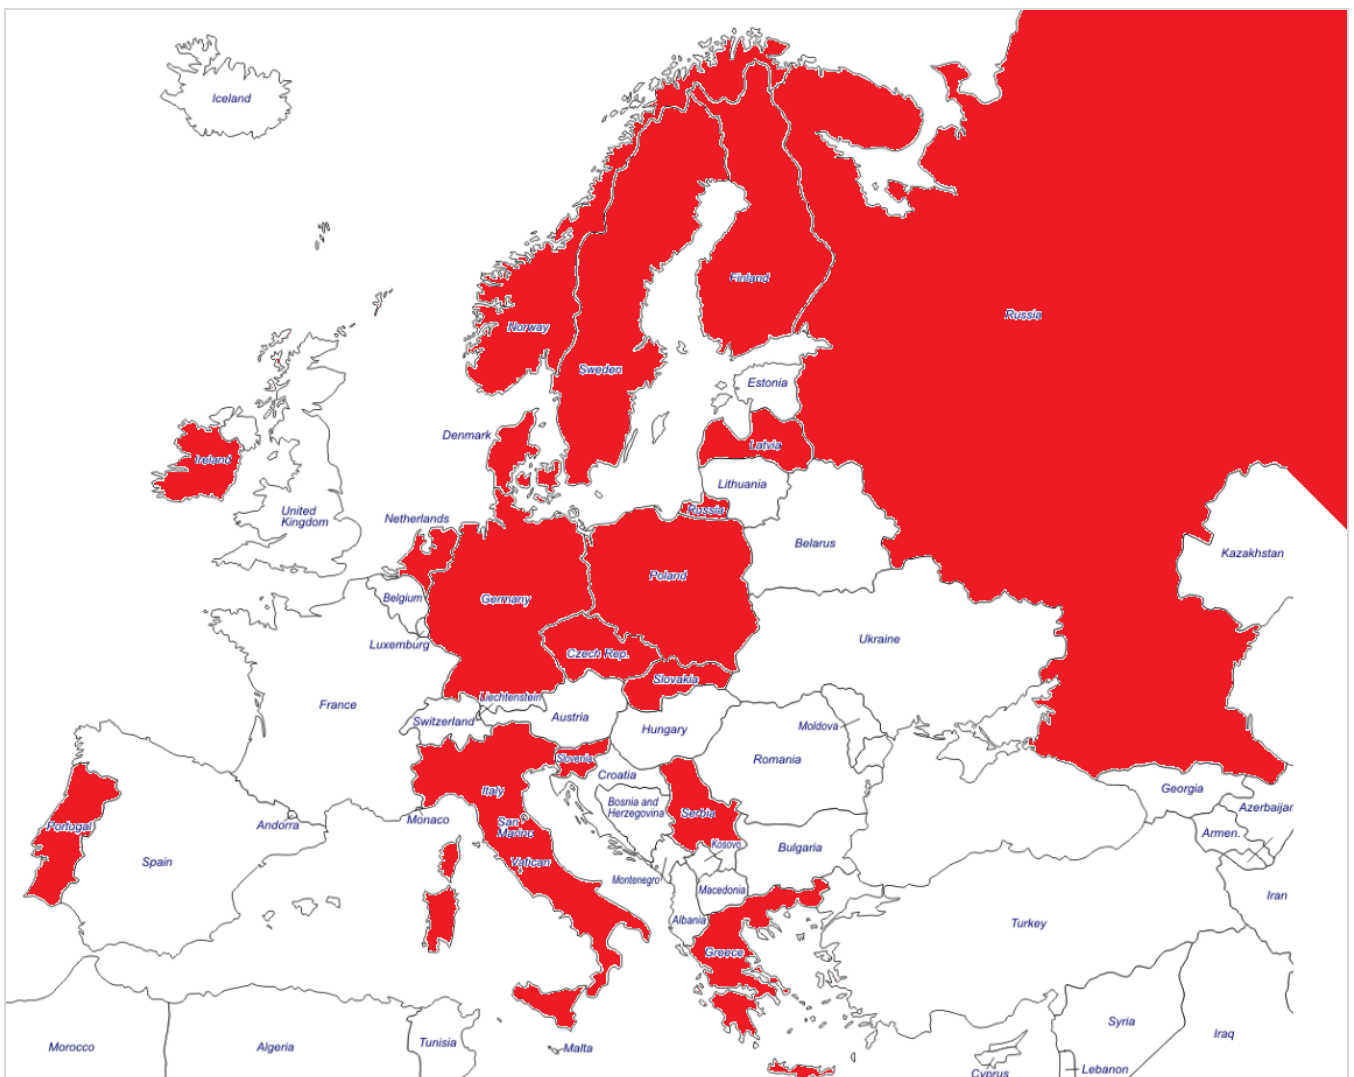 Iceland
Finland
Russia
Norway
Sweden
Estonia
Denmark
Latvia
Ireland
Lithuania
United
Kingdom
Russia
Netherlands
Belarus
Kazakhstan
Poland
Belgium
Germany
Ukraine
Luxemburg
Czech Rep.
Slovakia
Liechtenstein
France
Switzerland
Austria
Hungary
Moldova
Romania
Slovenia
Croatia
Georgia
Italy
Bosnia and
Herzegovina
Azerbaijan
Serbia
Monaco
Andorra
Portugal
San
Marino
Armen.
Kosovo
Bulgaria
Spain
Vatican
Montenegro
Macedonia
Iran
Albania
Turkey
Greece
Syria
Iraq
Morocco
Algeria
Tunisia
Malta
Cyprus
Lebanon